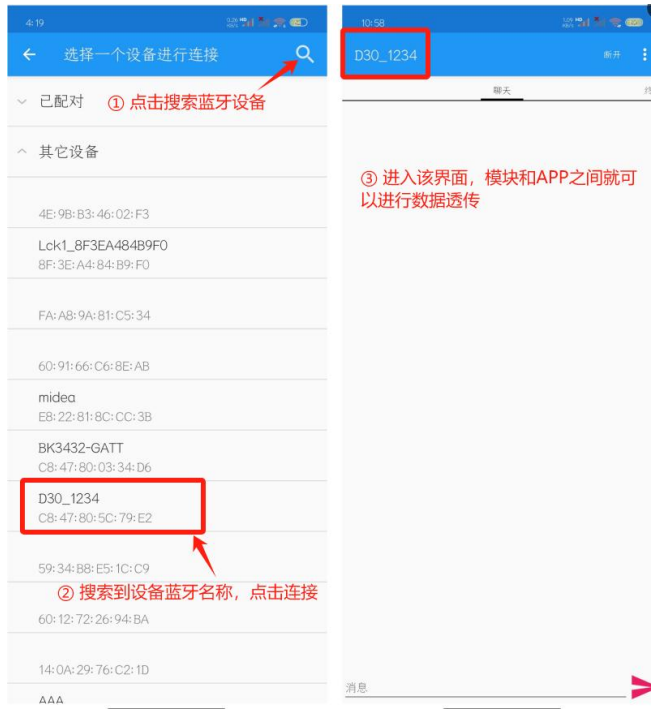 4:19
选择一个设备进行连接
已配对
① 点击搜索蓝牙设备
其它设备
4E:9B:B3:46:02:F3
Lck1_8F3EA484B9F0
8F:3E:A4:84:B9:F0
FA:A8:9A:81:C5:34
60:91:66:C6:8E:AB
midea
E8:22:81:8C:CC:3B
BK3432-GATT
C8:47:80:03:34:D6
D30_1234
C8:47:80:5C:79:E2
59:34:B8:E5:1C:C9
② 搜索到设备蓝牙名称，点击连接
60:12:72:26:94:BA
14:0A:29:76:C2:1D
AAA
10:58
D30_1234
断开
聊天
③ 进入该界面，模块和APP之间就可
以进行数据透传
消息